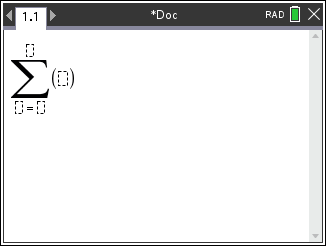 1.1 *Doc RAD
∑ ( )
=